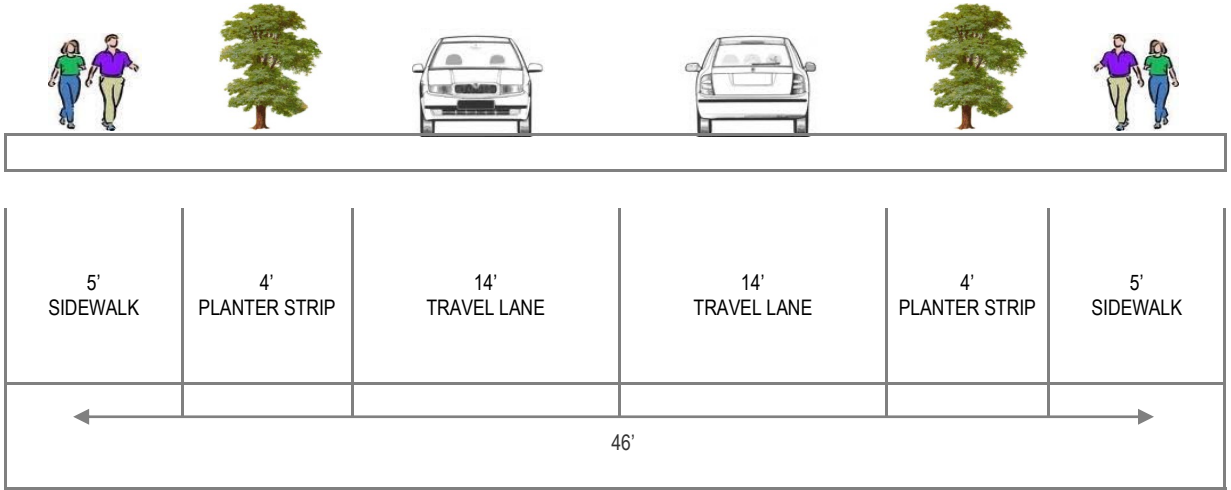 5’
SIDEWALK
4’
PLANTER STRIP
14’
TRAVEL LANE
14’
TRAVEL LANE
4’
PLANTER STRIP
5’
SIDEWALK
46’